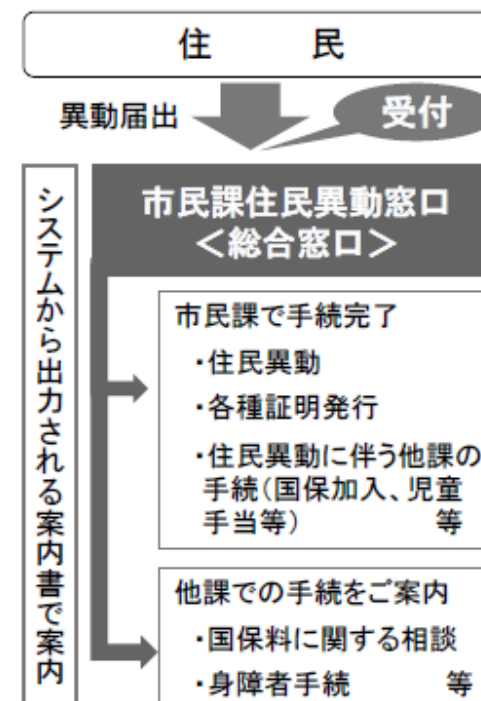 住　民
異動届出
受付
システムから出力される案内書で案内
市民課住民異動窓口
＜総合窓口＞
市民課で手続完了
・住民異動
・各種証明発行
・住民異動に伴う他課の
手続（国保加入、児童
手当等）　等
他課での手続をご案内
・国保料に関する相談
・身障者手続　等